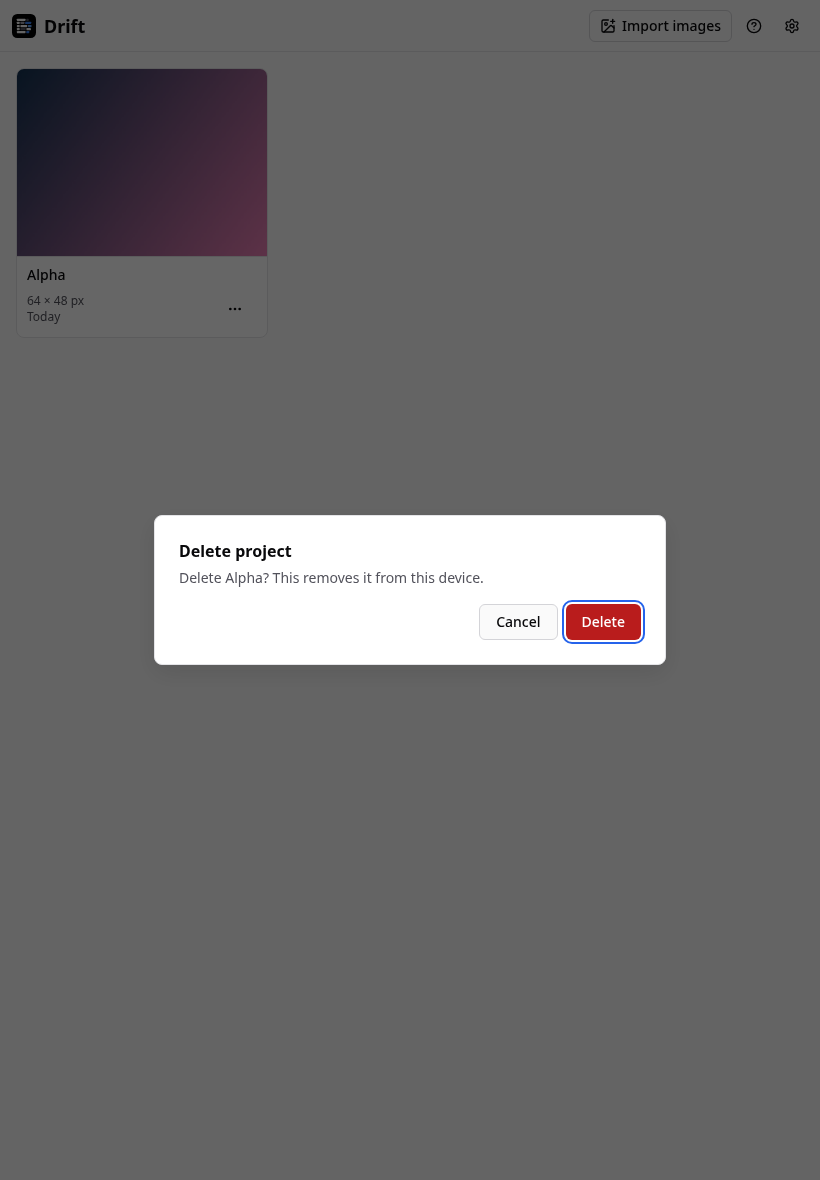 Drift
Import images
Alpha
64 × 48 px
Today
Delete project
Delete Alpha? This removes it from this device.
Cancel
Delete